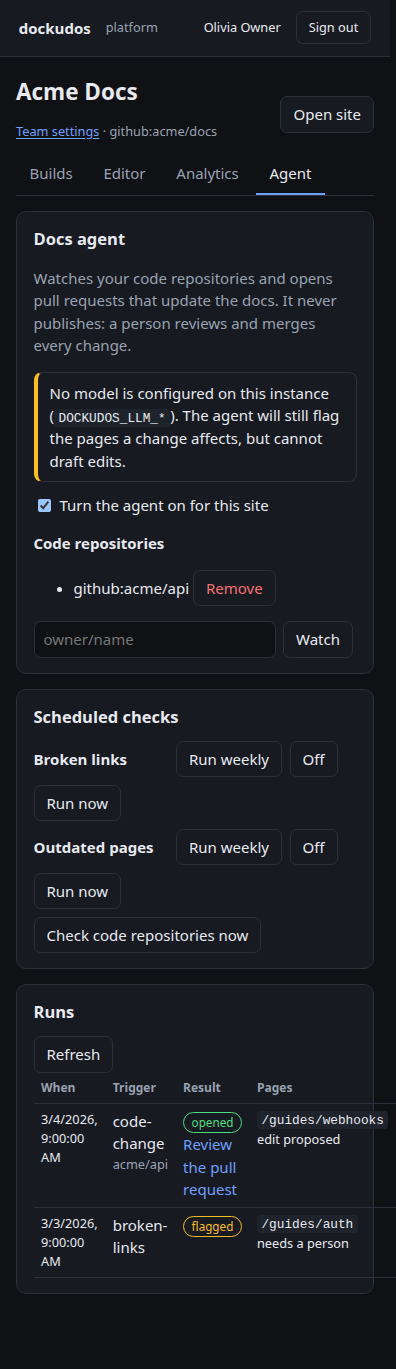 dockudos platform Olivia Owner Sign out
Acme Docs
Open site
Team settings · github:acme/docs
Builds Editor Analytics Agent
Docs agent
Watches your code repositories and opens
pull requests that update the docs. It never
publishes: a person reviews and merges
every change.
No model is configured on this instance
( DOCKUDOS_LLM_* ). The agent will still flag
the pages a change affects, but cannot
draft edits.
Turn the agent on for this site
Code repositories
• github:acme/api Remove
owner/name Watch
Scheduled checks
Broken links Run weekly Off
Run now
Outdated pages Run weekly Off
Run now
Check code repositories now
Runs
Refresh
When Trigger Result Pages
3/4/2026, code- opened /guides/webhooks
9:00:00 change Review edit proposed
AM acme/api the pull
request
3/3/2026, broken- flagged /guides/auth
9:00:00 links needs a person
AM